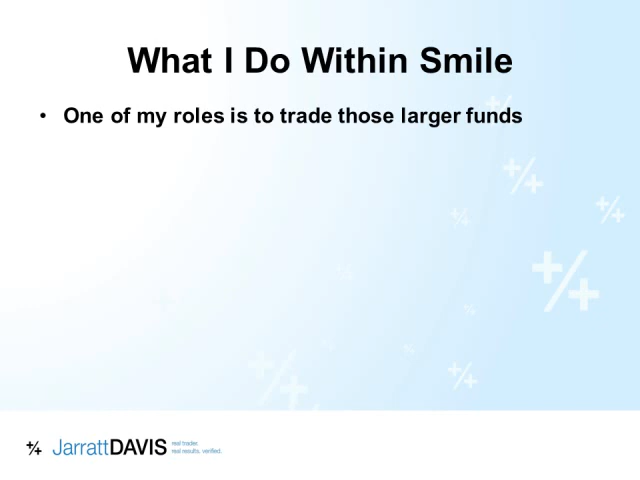 What I Do Within Smile
• One of my roles is to trade those larger funds
JarrattDAVIS
real trades.
real results. verified.